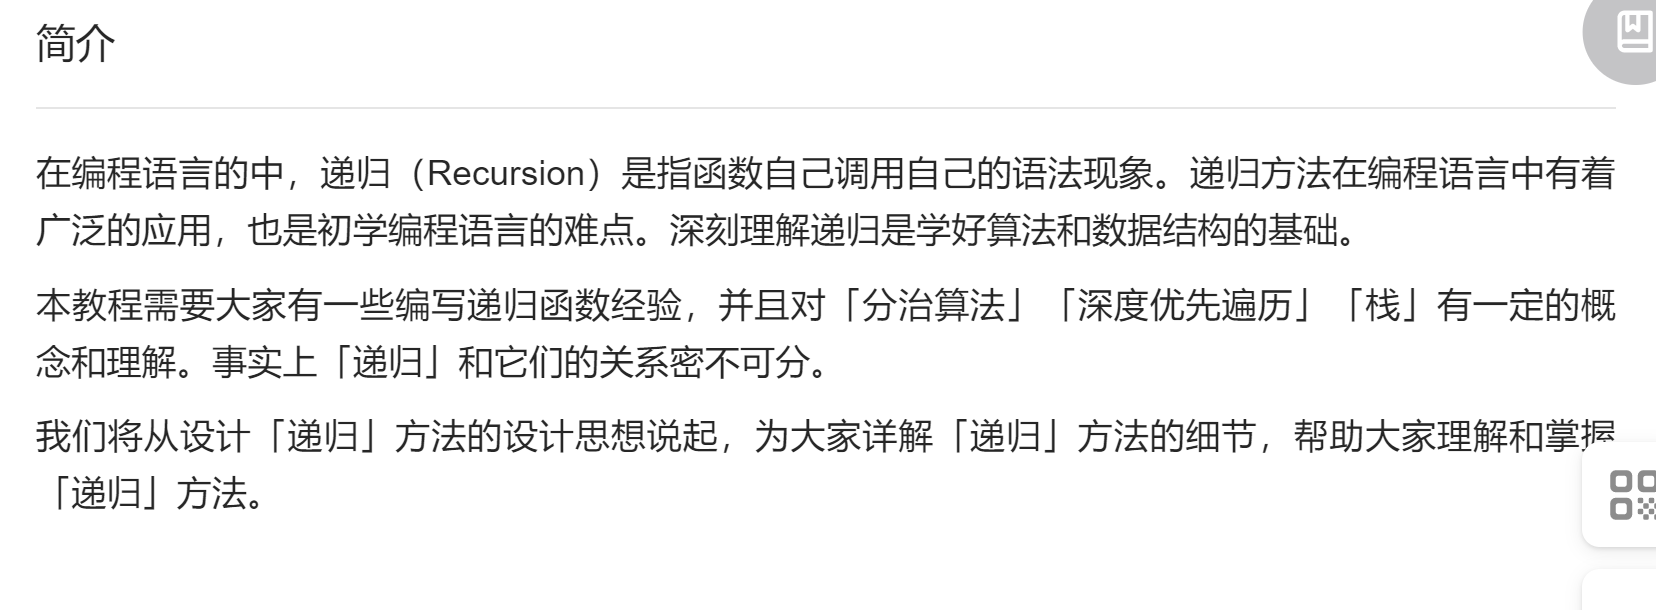 简介
在编程语言的中，递归（Recursion）是指函数自己调用自己的语法现象。递归方法在编程语言中有着
广泛的应用，也是初学编程语言的难点。深刻理解递归是学好算法和数据结构的基础。
本教程需要大家有一些编写递归函数经验，并且对「分治算法」「深度优先遍历」「栈」有一定的概
念和理解。事实上「递归」和它们的关系密不可分。
我们将从设计「递归」方法的设计思想说起，为大家详解「递归」方法的细节，帮助大家理解和掌握
「递归」方法。